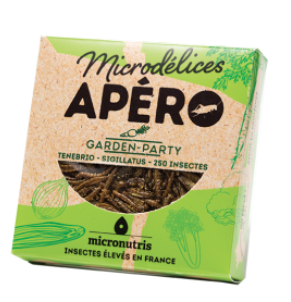 Microdélices
APÉRO
GARDEN-PARTY
TENEBRIO - SIGILLATUS - 250 INSECTES
micronutris
INSECTES ÉLEVÉS EN FRANCE